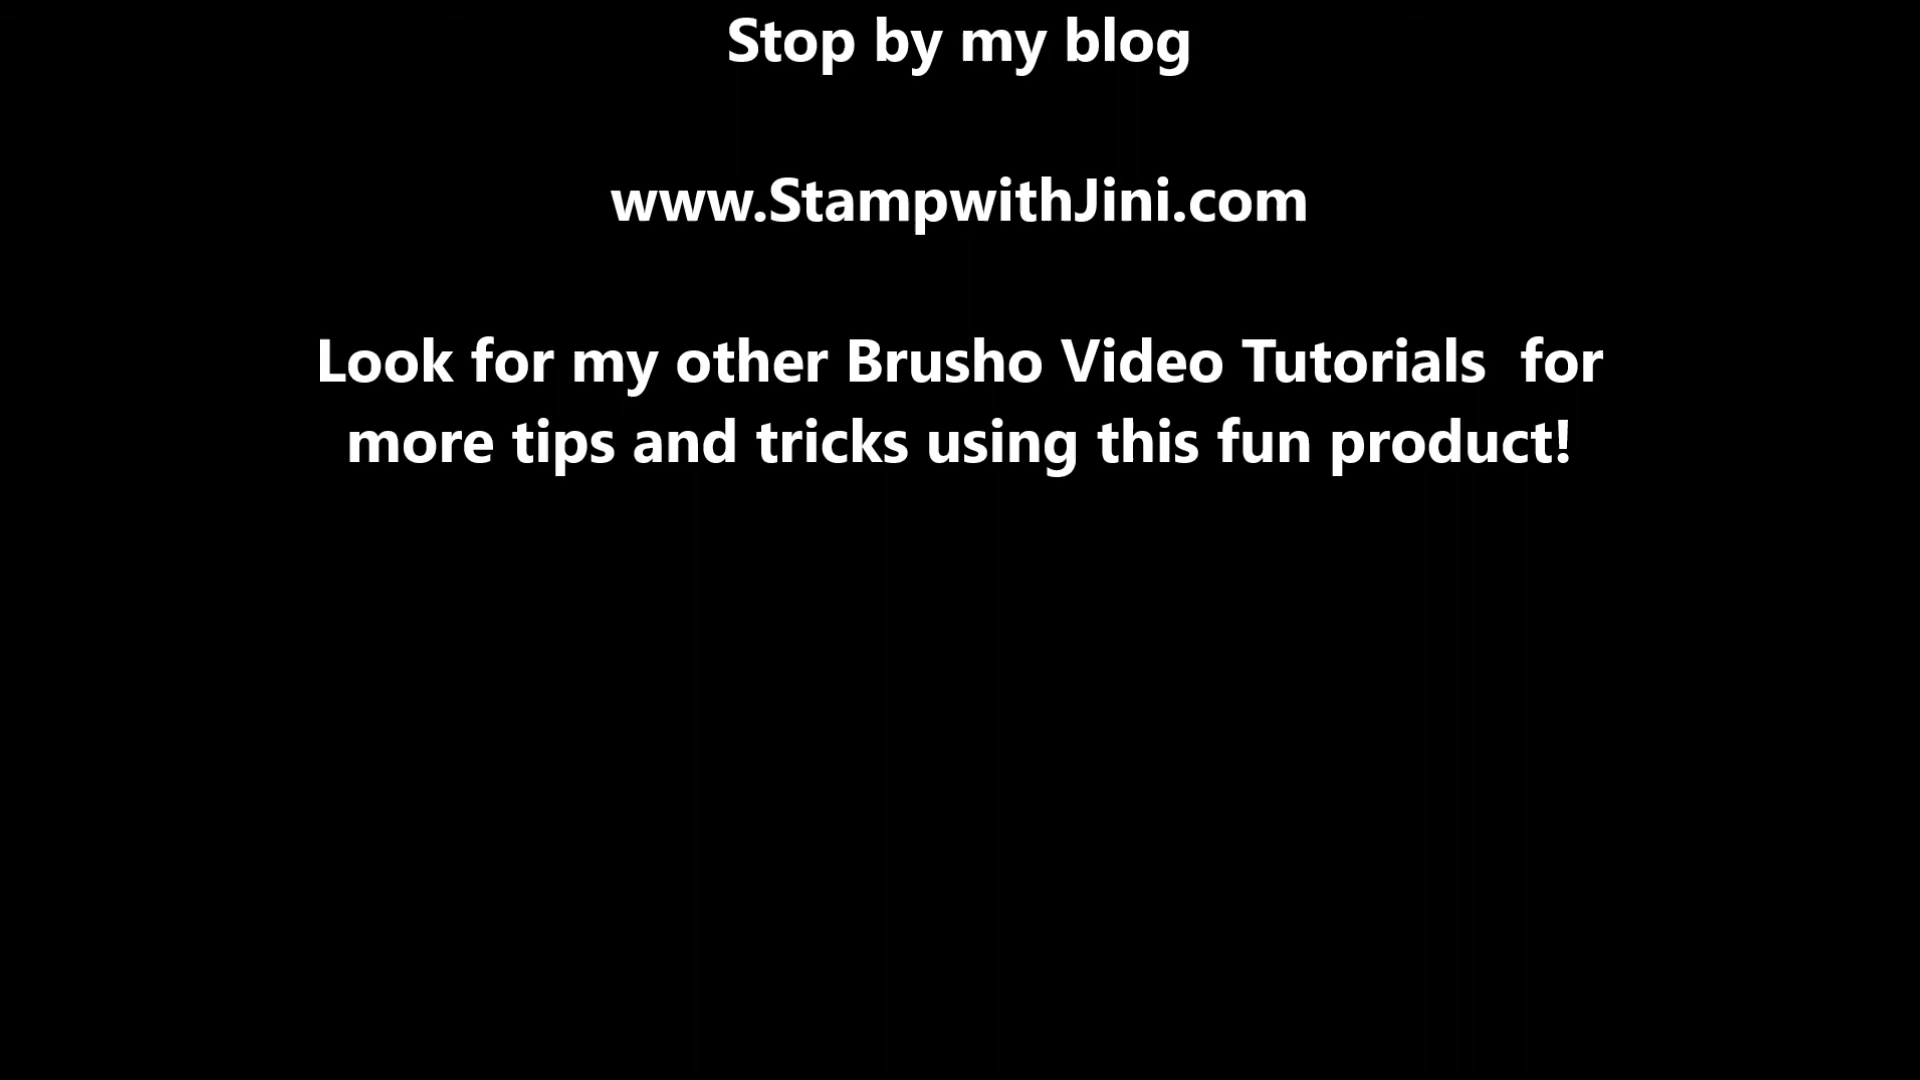 Stop by my blog
www.StampwithJini.com
Look for my other Brusho Video Tutorials  for
more tips and tricks using this fun product!